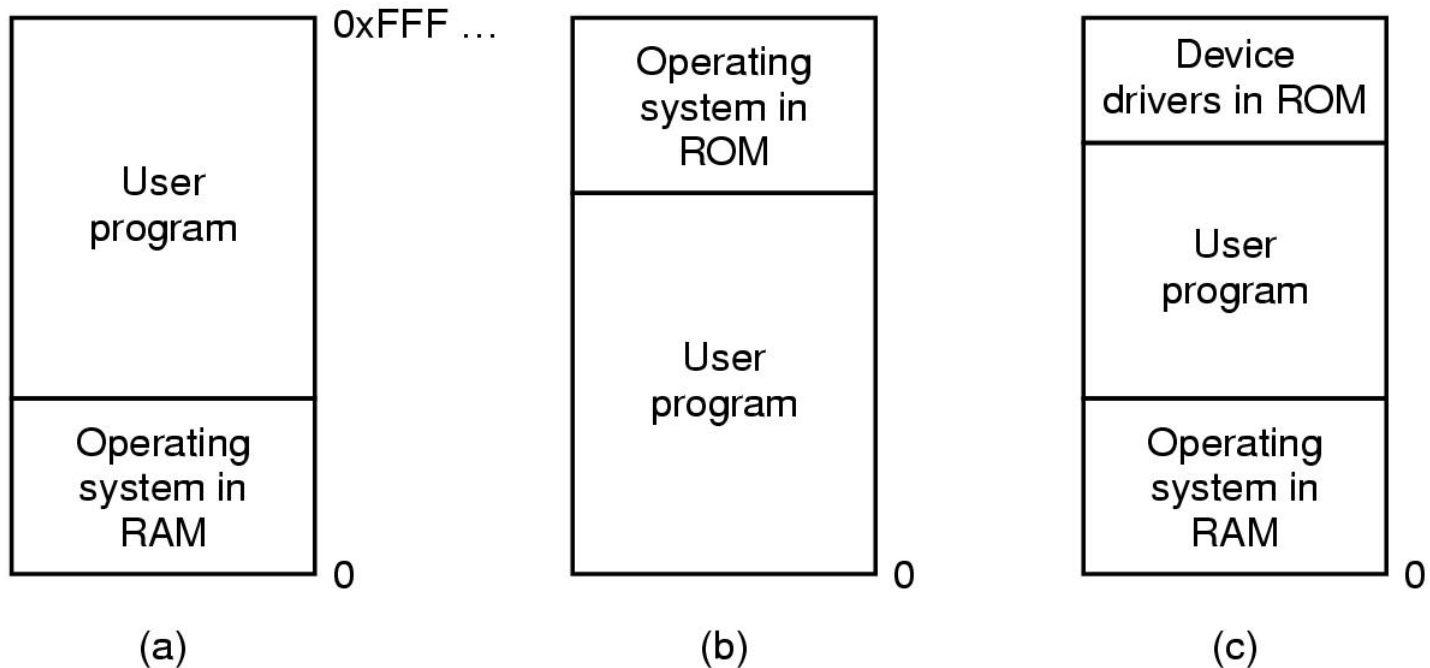 0xFFF ...
User
program
Operating
system in
RAM
0
(a)
Operating
system in
ROM
User
program
0
(b)
Device
drivers in ROM
User
program
Operating
system in
RAM
0
(c)